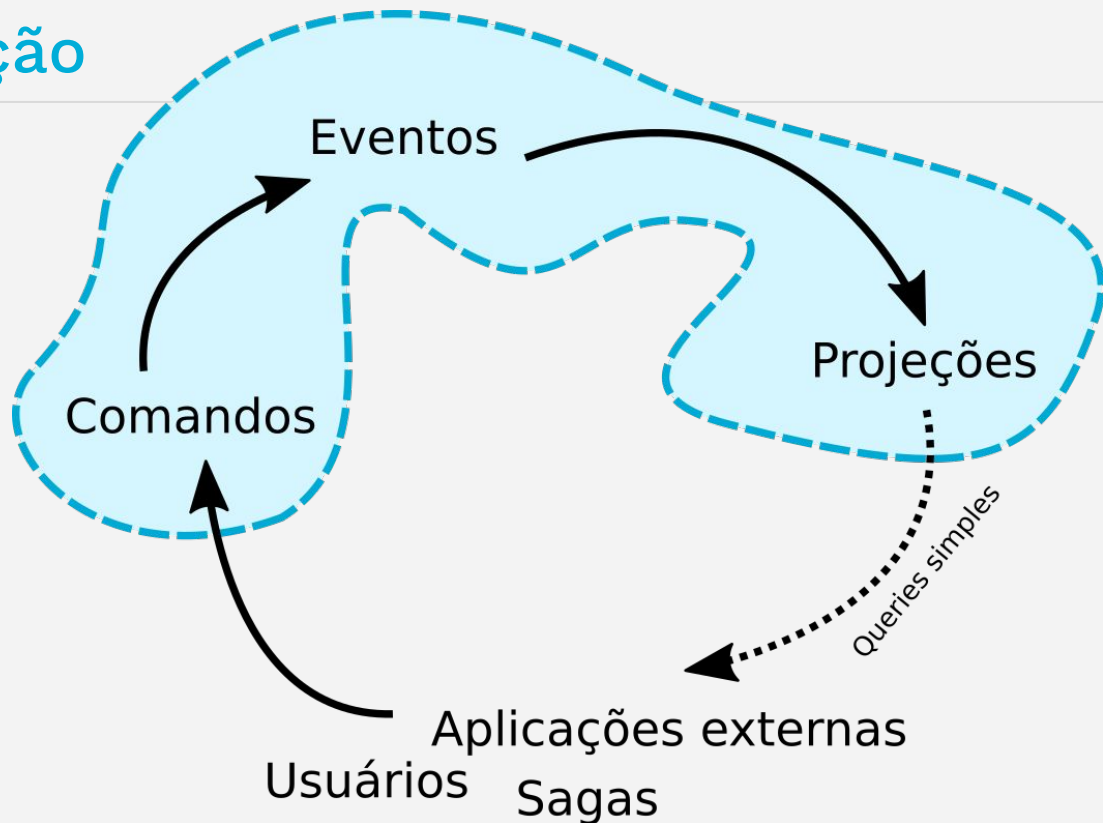 ção
Eventos
Projeções
Comandos
Queries simples
Aplicações externas
Usuários
Sagas